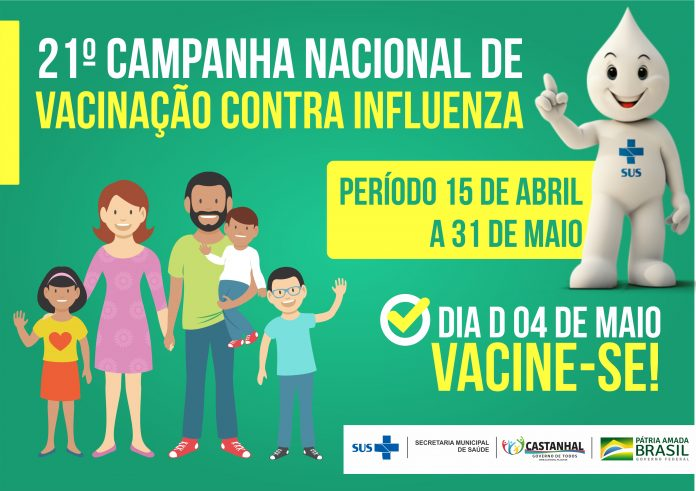 21º CAMPANHA NACIONAL DE
VACINAÇÃO CONTRA INFLUENZA
SUS
PERÍODO 15 DE ABRIL
A 31 DE MAIO
DIA D 04 DE MAIO
VACINE-SE!
SUS
SECRETARIA MUNICIPAL
DE SAÚDE
CASTANHAL
GOVERNO DE TODOS
PÁTRIA AMADA
BRASIL
GOVERNO FEDERAL